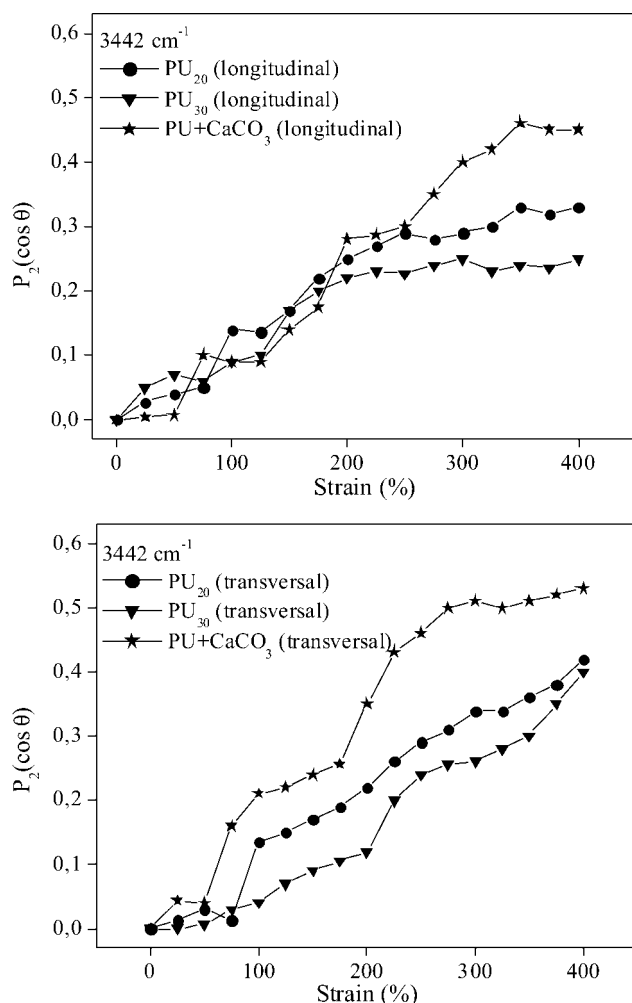 0,6
3442 cm⁻¹
PU₂₀ (longitudinal)
0,5
PU₃₀ (longitudinal)
PU+CaCO₃ (longitudinal)
0,4
P₂(cos θ)
0,3
0,2
0,1
0,0
0 100 200 300 400
Strain (%)
0,6
3442 cm⁻¹
PU₂₀ (transversal)
0,5
PU₃₀ (transversal)
PU+CaCO₃ (transversal)
0,4
P₂(cos θ)
0,3
0,2
0,1
0,0
0 100 200 300 400
Strain (%)